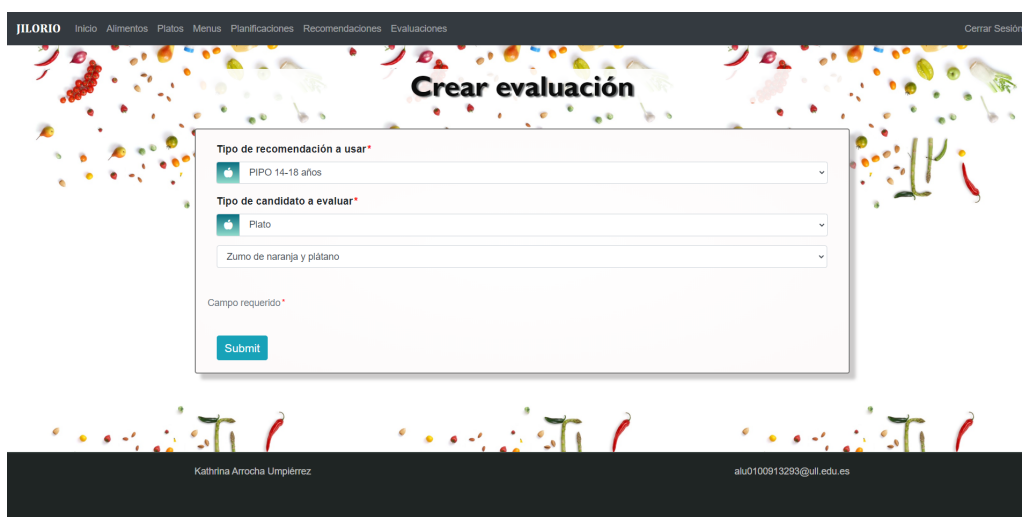 JILORIO Inicio Alimentos Platos Menus Planificaciones Recomendaciones Evaluaciones Cerrar Sesión
Crear evaluación
Tipo de recomendación a usar*
PIPO 14-18 años
Tipo de candidato a evaluar*
Plato
Zumo de naranja y plátano
Campo requerido*
Submit
Kathrina Arrocha Umpiérrez alu0100913293@ull.edu.es